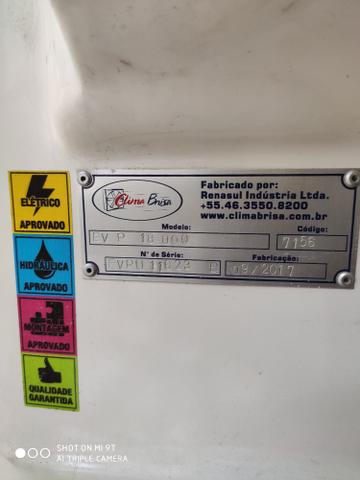 ELÉTRICO
APROVADO
HIDRÁULICA
APROVADO
MONTAGEM
APROVADO
QUALIDADE
GARANTIDA
Clima Brisa
Fabricado por:
Renasul Indústria Ltda.
+55.46.3550.8200
www.climabrisa.com.br
Modelo:
EV P 18 000
Código:
7156
Nº de Série:
Fabricação:
09/2017
SHOT ON MI 9T
AI TRIPLE CAMERA